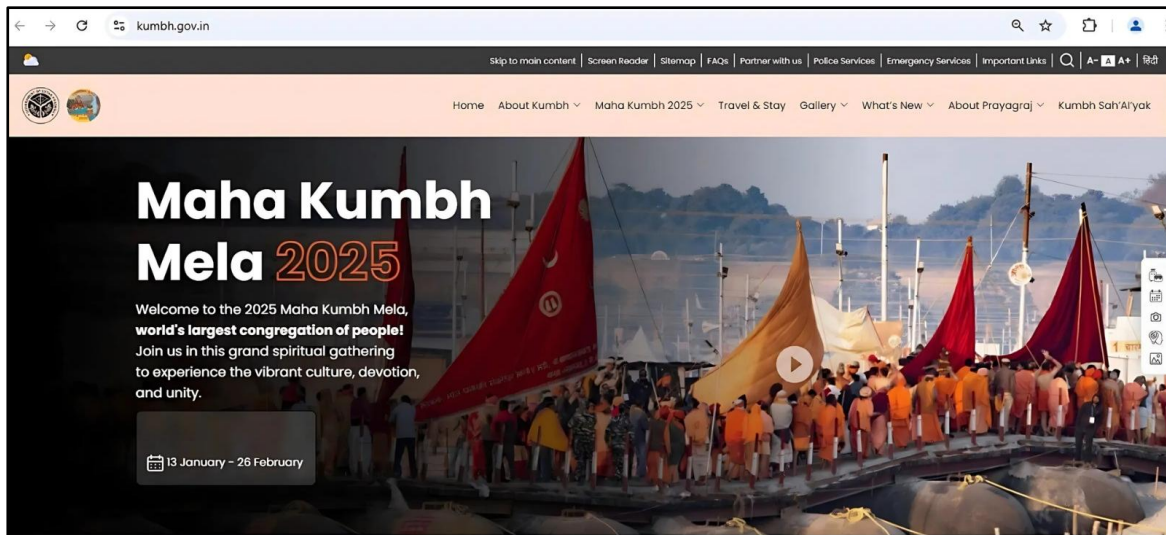 kumbh.gov.in
Skip to main content | Screen Reader | Sitemap | FAQs | Partner with us | Police Services | Emergency Services | Important Links | A- A A+ | हिंदी
Home About Kumbh Maha Kumbh 2025 Travel & Stay Gallery What's New About Prayagraj Kumbh Sah'AI'yak
Maha Kumbh
Mela 2025
Welcome to the 2025 Maha Kumbh Mela,
world's largest congregation of people!
Join us in this grand spiritual gathering
to experience the vibrant culture, devotion,
and unity.
13 January - 26 February